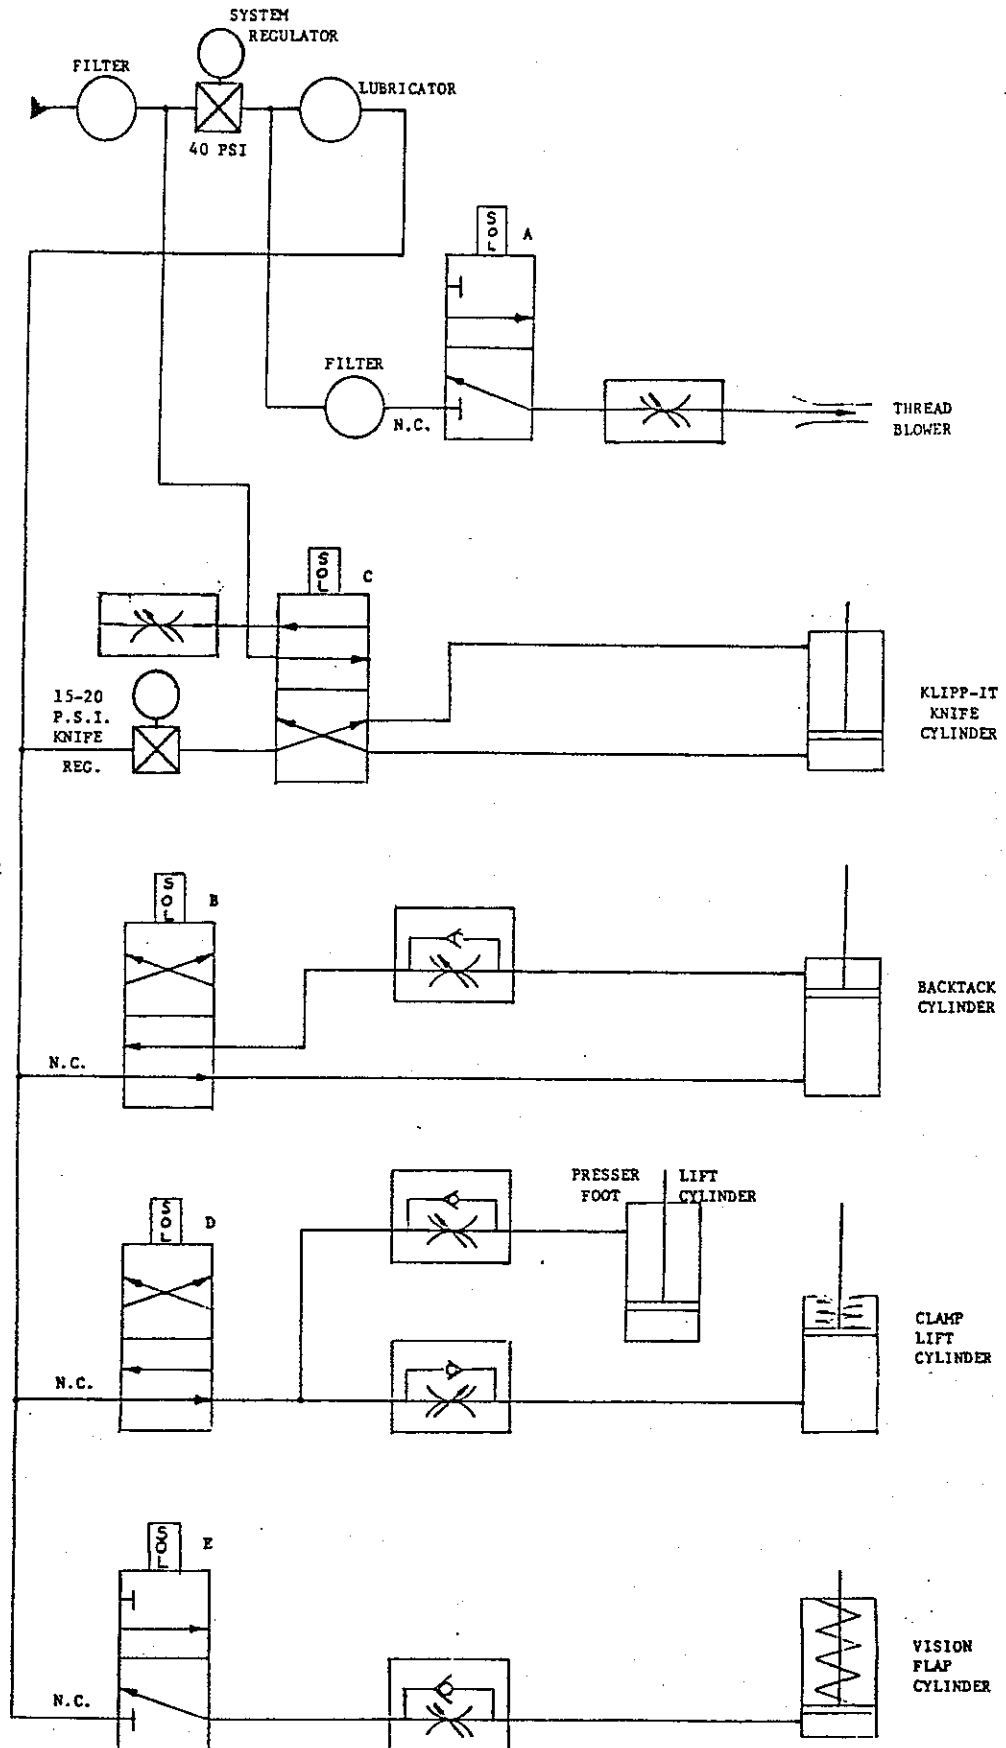 SYSTEM
REGULATOR
FILTER
LUBRICATOR
40 PSI
SOL
A
FILTER
N.C.
THREAD
BLOWER
SOL
C
15-20
P.S.I.
KNIFE
REG.
KLIPP-IT
KNIFE
CYLINDER
SOL
B
BACKTACK
CYLINDER
N.C.
PRESSER
FOOT
LIFT
CYLINDER
SOL
D
CLAMP
LIFT
CYLINDER
N.C.
SOL
E
VISION
FLAP
CYLINDER
N.C.